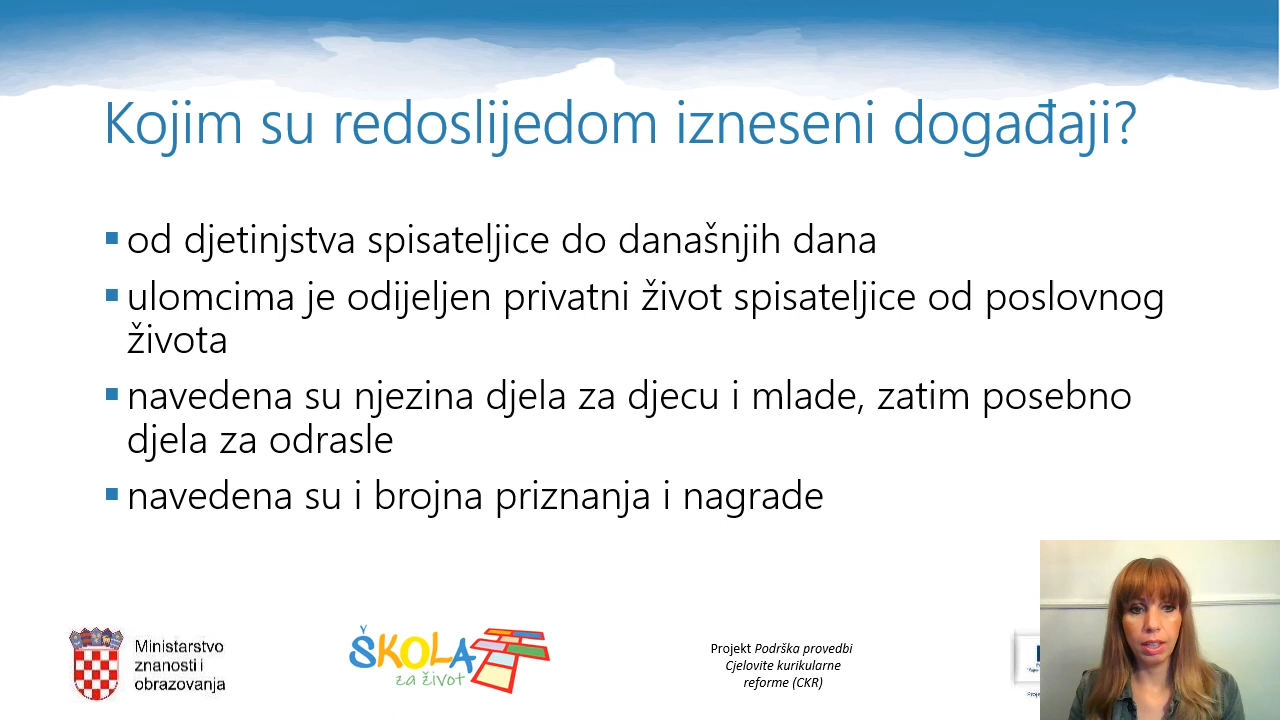 Kojim su redoslijedom izneseni događaji?
od djetinjstva spisateljice do današnjih dana
ulomcima je odijeljen privatni život spisateljice od poslovnog
života
navedena su njezina djela za djecu i mlade, zatim posebno
djela za odrasle
navedena su i brojna priznanja i nagrade
Ministarstvo
znanosti i
obrazovanja
ŠKOLA
za život
Projekt Podrška provedbi
Cjelovite kurikularne
reforme (CKR)